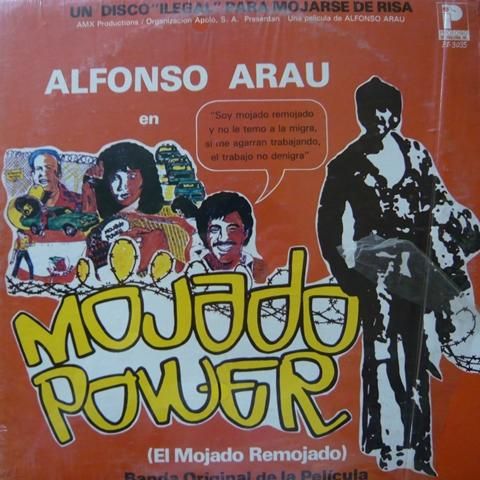 UN DISCO "ILEGAL" PARA MOJARSE DE RISA
AMX Productions / Organización Apolo, S. A. Presentan Una película de ALFONSO ARAU
PF-3035
ALFONSO ARAU
en
"Soy mojado remojado
y no le temo a la migra,
si me agarran trabajando,
el trabajo no denigra"
MOJADO
POWER
(El Mojado Remojado)
Banda Original de la Película